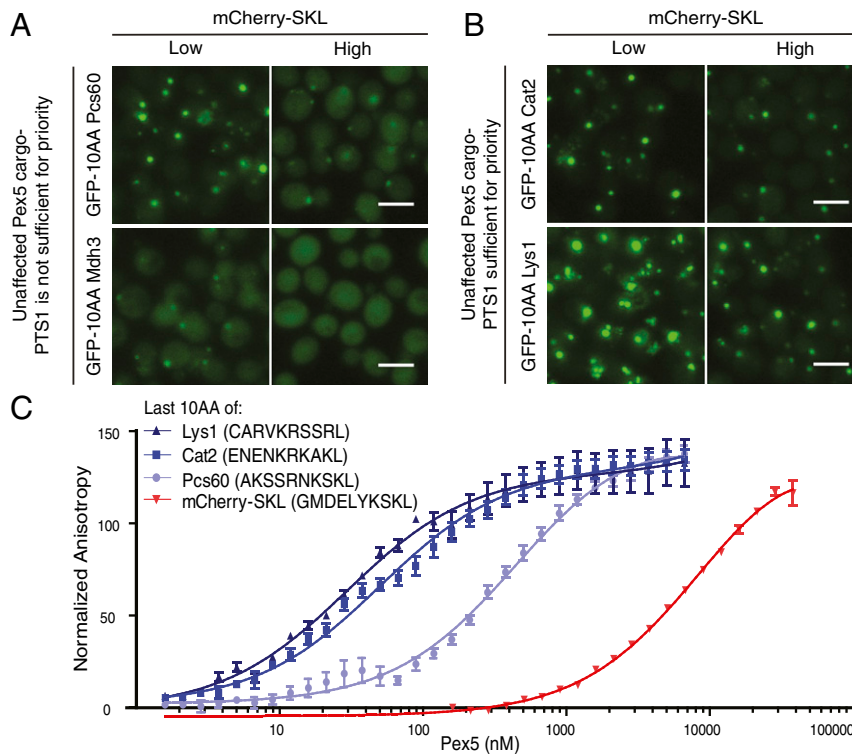 A
mCherry-SKL
Low
High
Unaffected Pex5 cargo-
PTS1 is not sufficient for priority
GFP-10AA Pcs60
GFP-10AA Mdh3
B
mCherry-SKL
Low
High
Unaffected Pex5 cargo-
PTS1 sufficient for priority
GFP-10AA Cat2
GFP-10AA Lys1
C
Last 10AA of:
Lys1 (CARVKRSSRL)
Cat2 (ENENKRKAKL)
Pcs60 (AKSSRNKSKL)
mCherry-SKL (GMDELYKSKL)
Normalized Anisotropy
150
100
50
0
10
100
1000
10000
100000
Pex5 (nM)